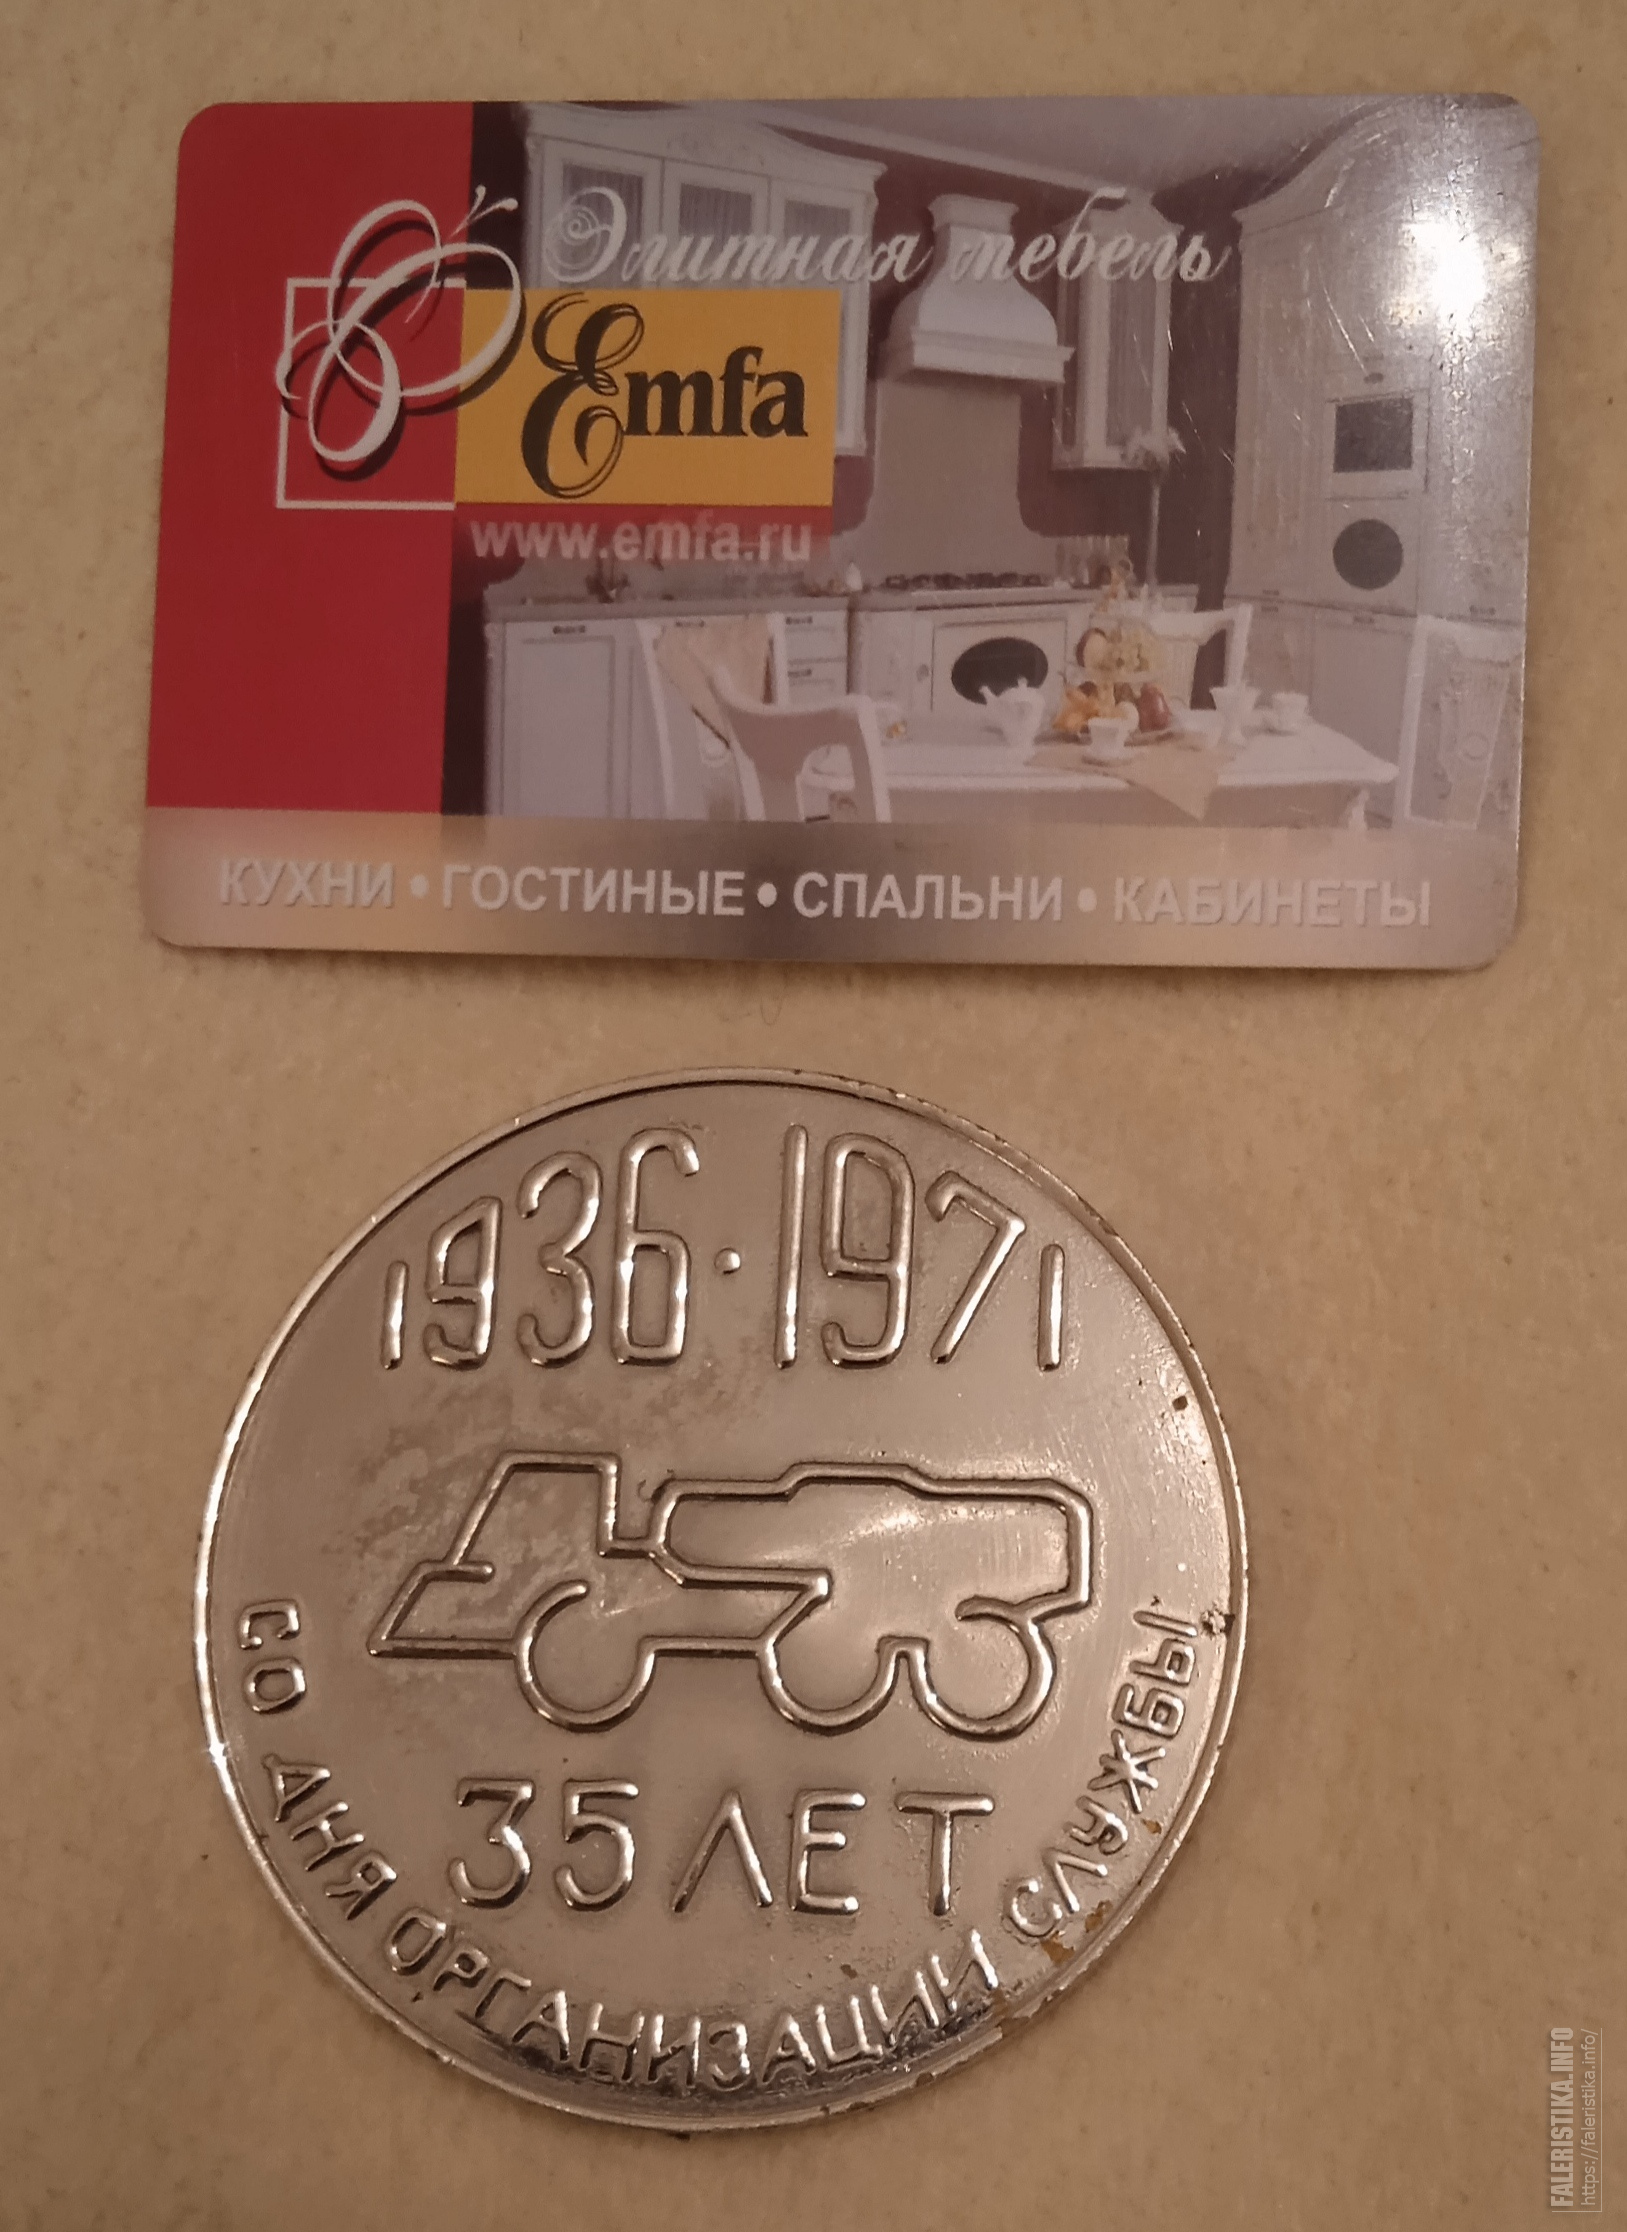 Элитная мебель
Emfa
www.emfa.ru
КУХНИ • ГОСТИНЫЕ • СПАЛЬНИ • КАБИНЕТЫ
1936·1971
35 ЛЕТ
СО ДНЯ ОРГАНИЗАЦИИ СЛУЖБЫ
FALERISTIKA.INFO
https://faleristika.info/